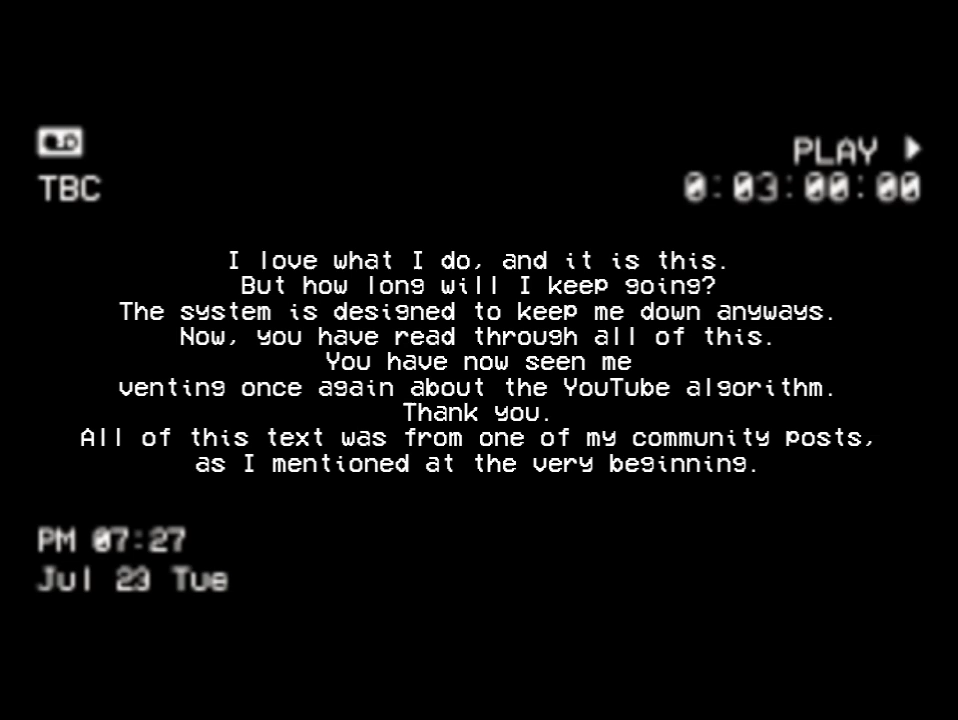 PLAY
TBC
0:03:00:00
I love what I do, and it is this.
But how long will I keep going?
The system is designed to keep me down anyways.
Now, you have read through all of this.
You have now seen me
venting once again about the YouTube algorithm.
Thank you.
All of this text was from one of my community posts,
as I mentioned at the very beginning.
PM 07:27
Jul 23 Tue